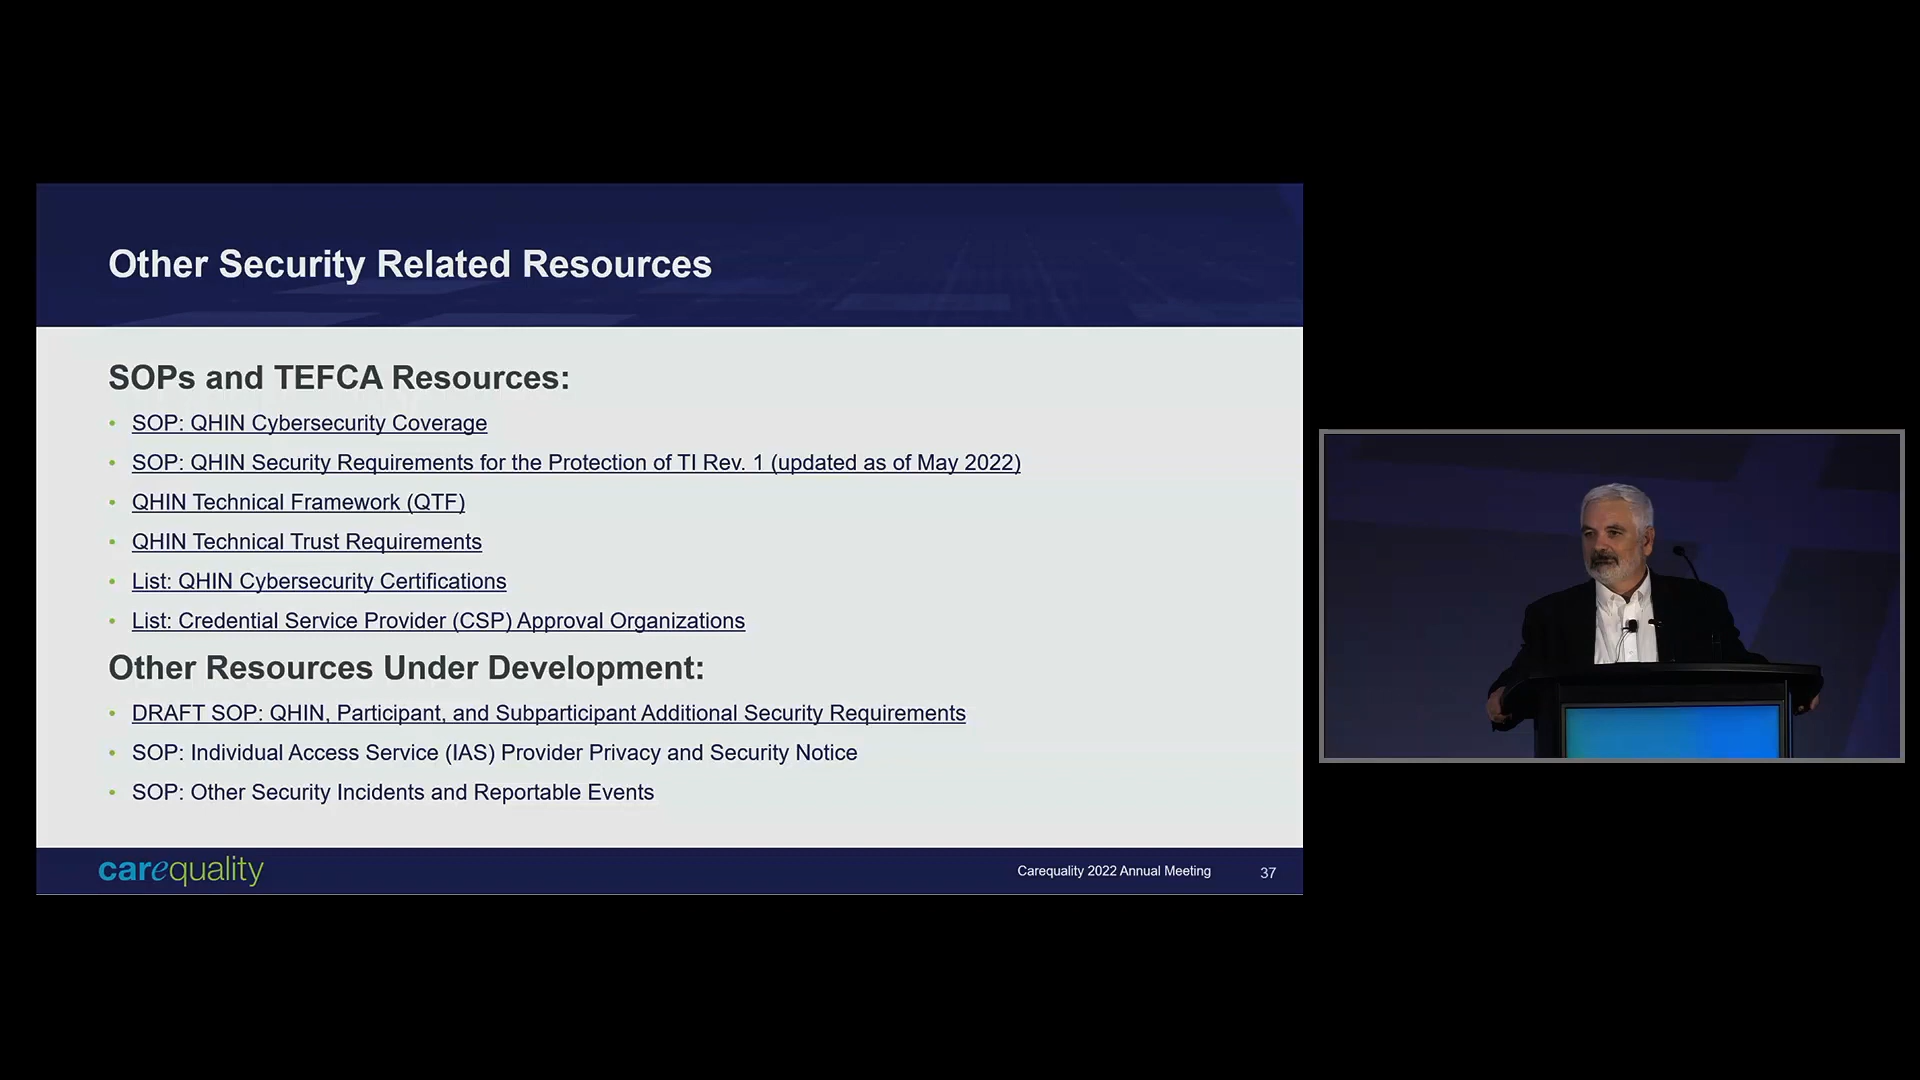 Other Security Related Resources
SOPs and TEFCA Resources:
• SOP: QHIN Cybersecurity Coverage
• SOP: QHIN Security Requirements for the Protection of TI Rev. 1 (updated as of May 2022)
• QHIN Technical Framework (QTF)
• QHIN Technical Trust Requirements
• List: QHIN Cybersecurity Certifications
• List: Credential Service Provider (CSP) Approval Organizations
Other Resources Under Development:
• DRAFT SOP: QHIN, Participant, and Subparticipant Additional Security Requirements
• SOP: Individual Access Service (IAS) Provider Privacy and Security Notice
• SOP: Other Security Incidents and Reportable Events
carequality
Carequality 2022 Annual Meeting
37